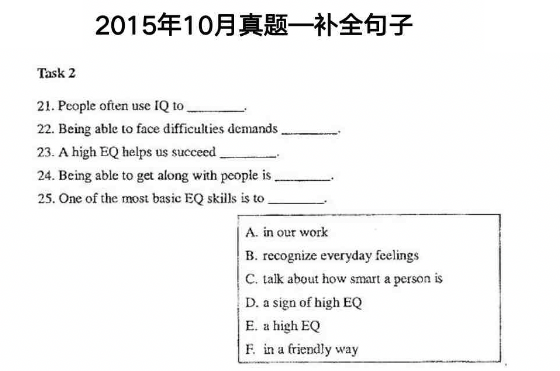 2015年10月真题—补全句子
Task 2
21. People often use IQ to ________.
22. Being able to face difficulties demands ________.
23. A high EQ helps us succeed ________.
24. Being able to get along with people is ________.
25. One of the most basic EQ skills is to ________.
A. in our work
B. recognize everyday feelings
C. talk about how smart a person is
D. a sign of high EQ
E. a high EQ
F. in a friendly way